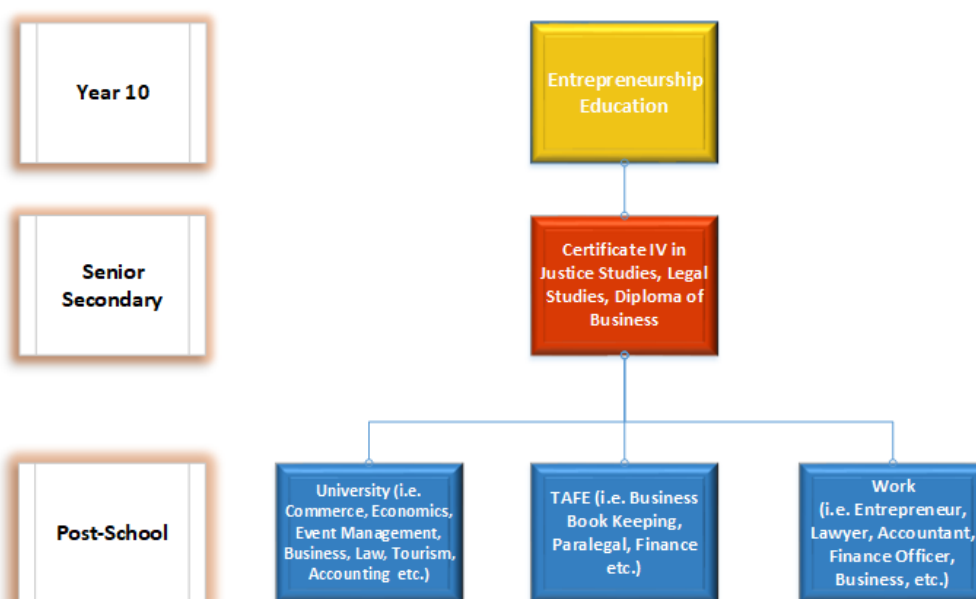 Year 10
Entrepreneurship
Education
Senior
Secondary
Certificate IV in
Justice Studies, Legal
Studies, Diploma of
Business
Post-School
University (i.e.
Commerce, Economics,
Event Management,
Business, Law, Tourism,
Accounting etc.)
TAFE (i.e. Business
Book Keeping,
Paralegal, Finance
etc.)
Work
(i.e. Entrepreneur,
Lawyer, Accountant,
Finance Officer,
Business, etc.)